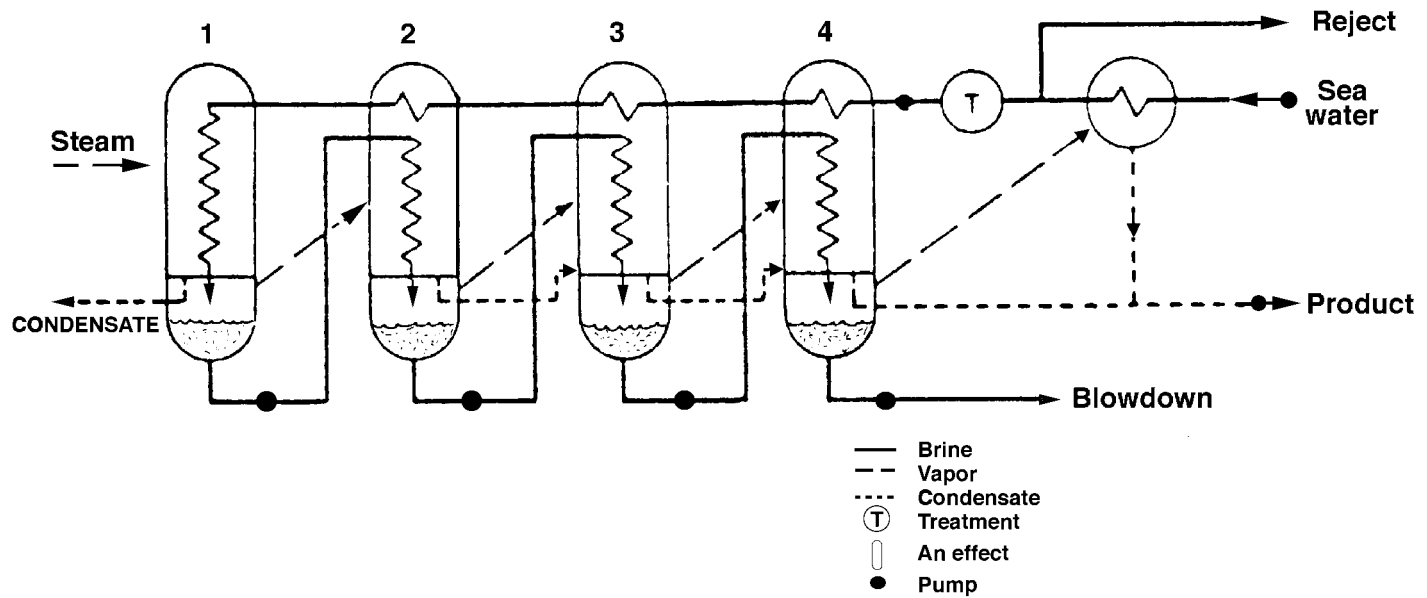 1
2
3
4
Reject
Sea
water
T
Steam
CONDENSATE
Product
Blowdown
Brine
Vapor
Condensate
T Treatment
An effect
Pump